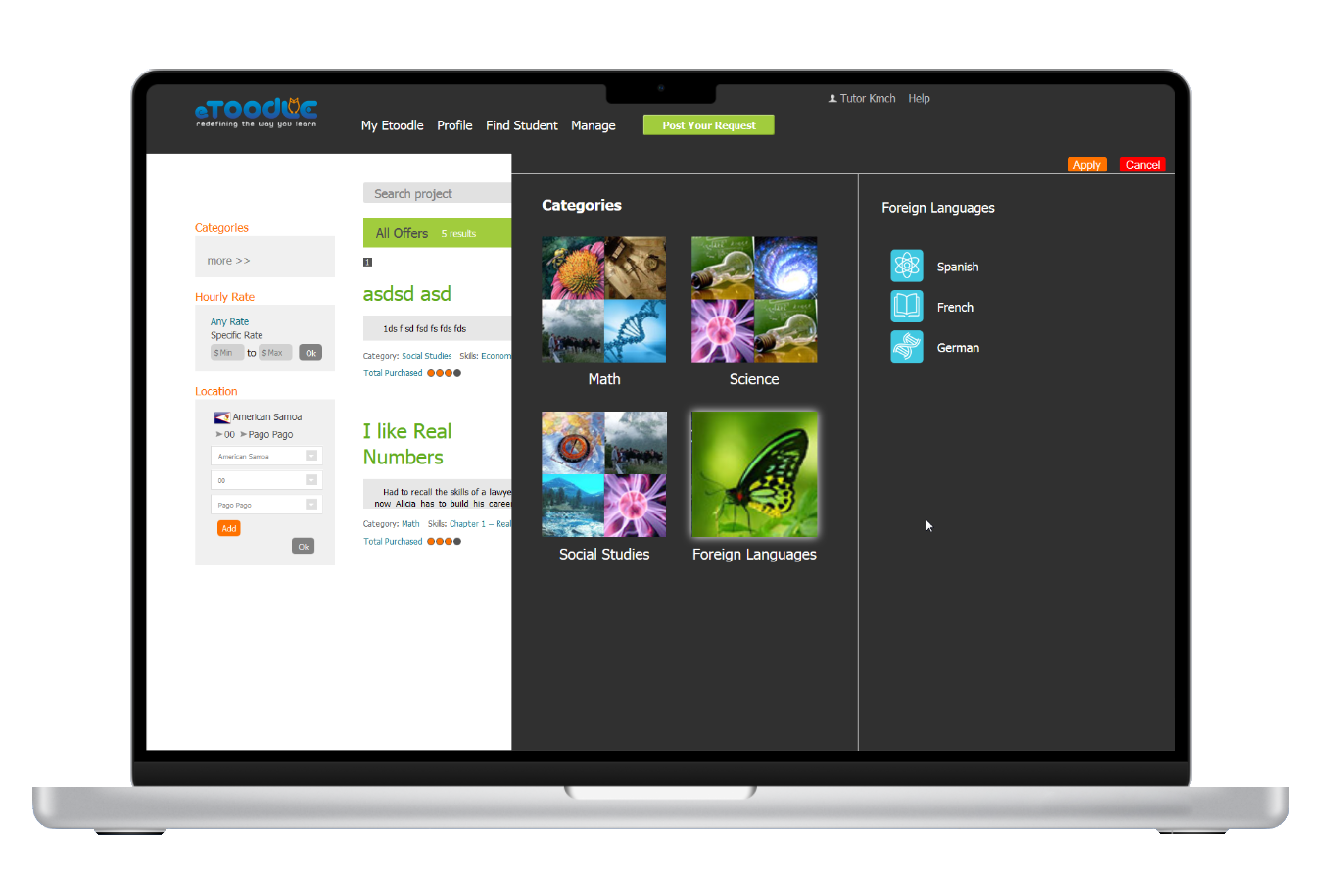 eTOODLE
redefining the way you learn
My Etoodle Profile Find Student Manage
Post Your Request
Tutor Kmch Help
Apply Cancel
Categories
more >>
Hourly Rate
Any Rate
Specific Rate
$ Min to $ Max Ok
Location
American Samoa
00 Pago Pago
American Samoa
00
Pago Pago
Add
Ok
Search project
All Offers 5 results
1
asdsd asd
1ds fsd fsd fs fds fds
Category: Social Studies Skills: Econom
Total Purchased
I like Real
Numbers
Had to recall the skills of a lawye
now Alicia has to build his career
Category: Math Skills: Chapter 1 – Real
Total Purchased
Categories
Math
Science
Social Studies
Foreign Languages
Foreign Languages
Spanish
French
German